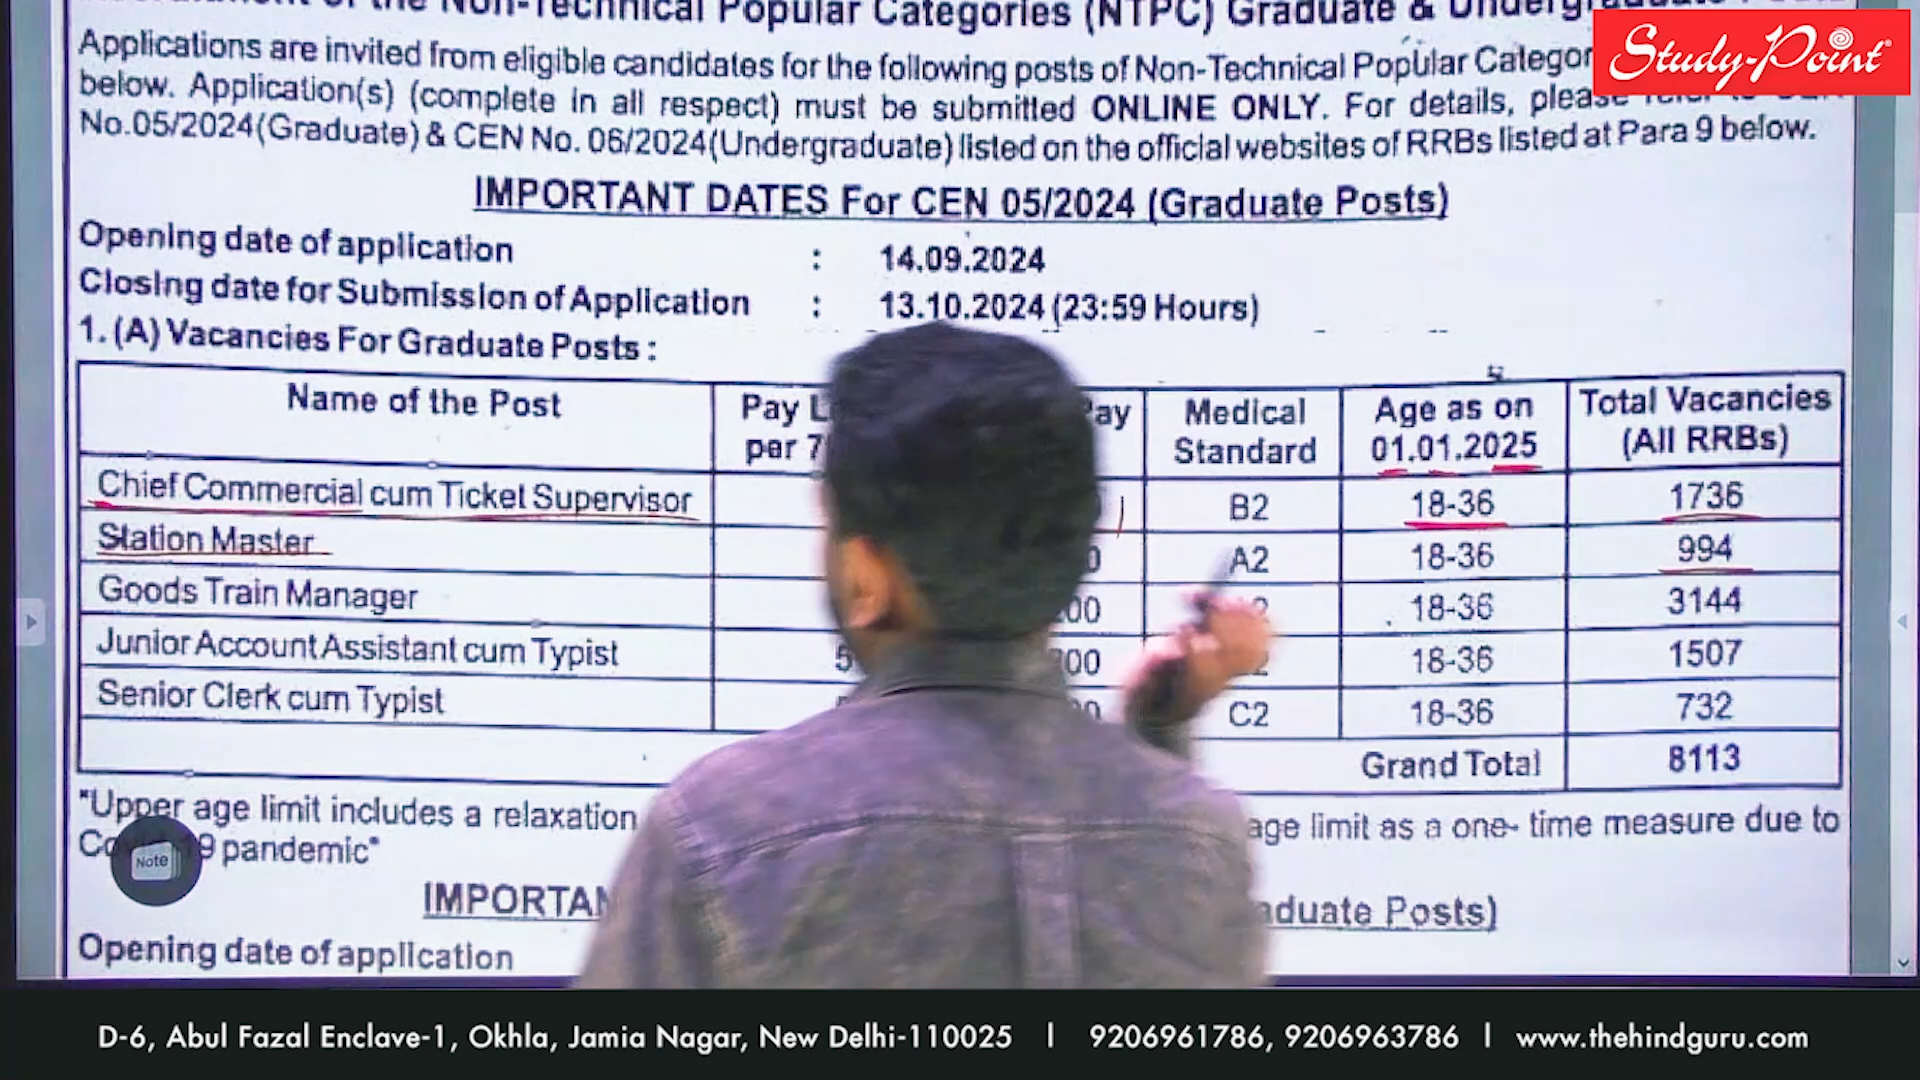 the Non-Technical Popular Categories (NTPC) Graduate &
Study-Point
Applications are invited from eligible candidates for the following posts of Non-Technical Popular
below. Application(s) (complete in all respect) must be submitted ONLINE ONLY. For details, please
No.05/2024(Graduate) & CEN No. 06/2024(Undergraduate) listed on the official websites of RRBs listed at Para 9 below.
IMPORTANT DATES For CEN 05/2024 (Graduate Posts)
Opening date of application : 14.09.2024
Closing date for Submission of Application : 13.10.2024 (23:59 Hours)
1. (A) Vacancies For Graduate Posts :
Name of the Post Pay Medical Standard Age as on 01.01.2025 Total Vacancies (All RRBs)
per
Chief Commercial cum Ticket Supervisor B2 18-36 1736
Station Master A2 18-36 994
Goods Train Manager 18-36 3144
Junior Account Assistant cum Typist 18-36 1507
Senior Clerk cum Typist C2 18-36 732
Grand Total 8113
"Upper age limit includes a relaxation age limit as a one- time measure due to
pandemic"
Note
Posts)
Opening date of application
D-6, Abul Fazal Enclave-1, Okhla, Jamia Nagar, New Delhi-110025 | 9206961786, 9206963786 | www.thehindguru.com